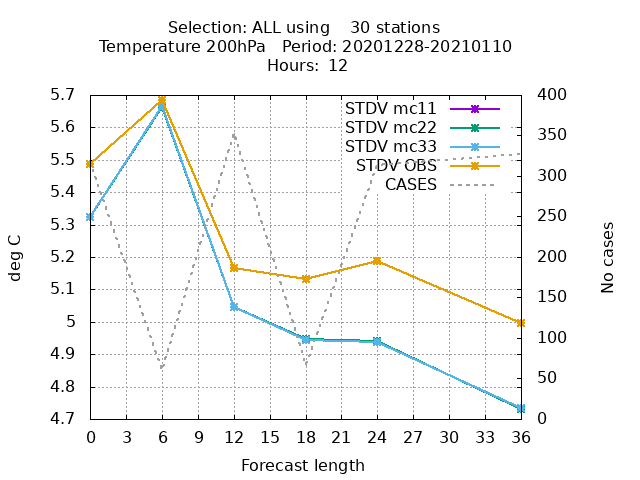 Selection: ALL using    30 stations
Temperature 200hPa   Period: 20201228-20210110
Hours: 12
STDV mc11
STDV mc22
STDV mc33
STDV OBS
CASES
deg C
5.7
5.6
5.5
5.4
5.3
5.2
5.1
5
4.9
4.8
4.7
400
350
300
250
200
150
100
50
0
No cases
0 3 6 9 12 15 18 21 24 27 30 33 36
Forecast length